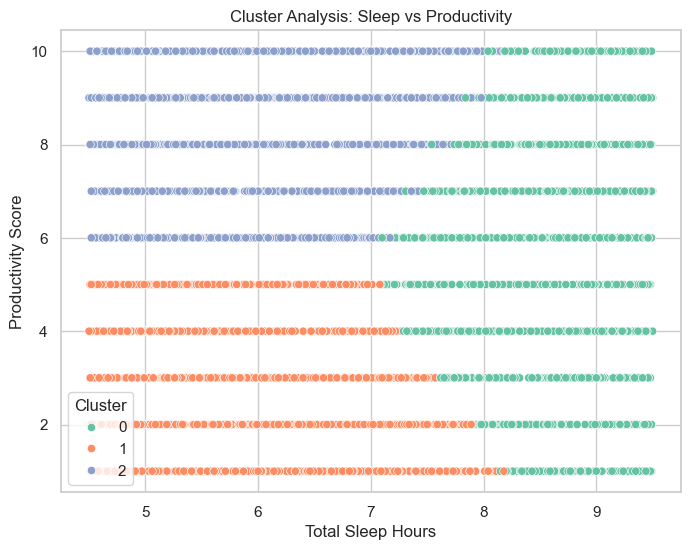 Cluster Analysis: Sleep vs Productivity
10
8
6
4
2
Productivity Score
Cluster
0
1
2
5 6 7 8 9
Total Sleep Hours